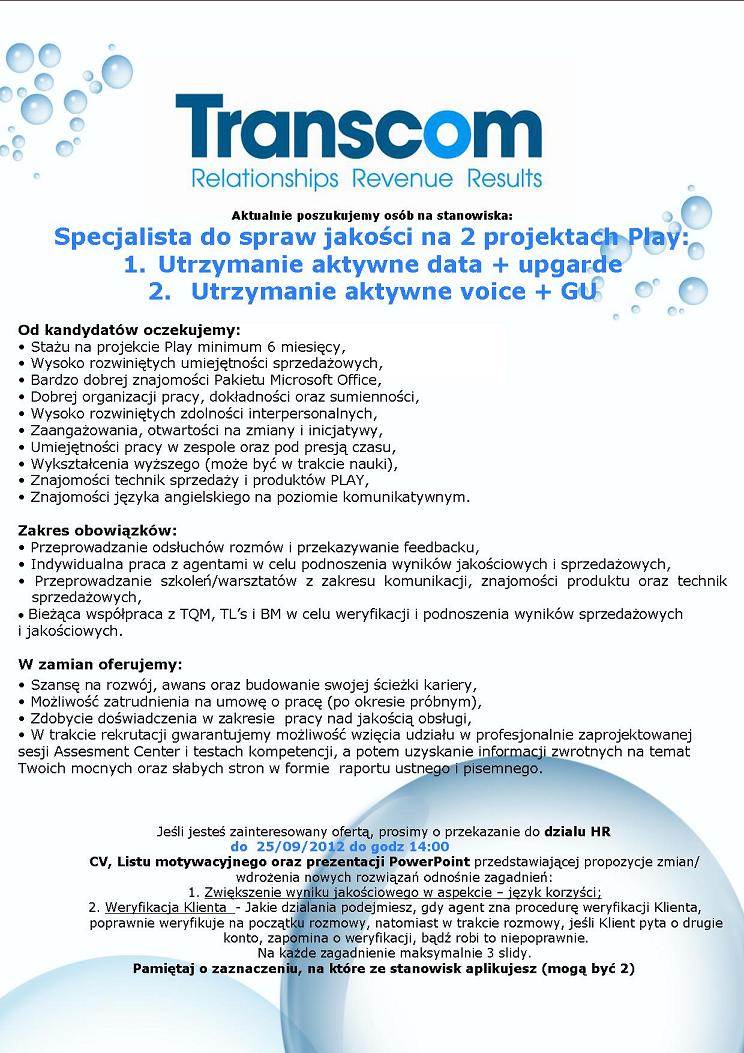 Transcom
Relationships Revenue Results
Aktualnie poszukujemy osób na stanowiska:
Specjalista do spraw jakości na 2 projektach Play:
1. Utrzymanie aktywne data + upgarde
2. Utrzymanie aktywne voice + GU
Od kandydatów oczekujemy:
• Stażu na projekcie Play minimum 6 miesięcy,
• Wysoko rozwiniętych umiejętności sprzedażowych,
• Bardzo dobrej znajomości Pakietu Microsoft Office,
• Dobrej organizacji pracy, dokładności oraz sumienności,
• Wysoko rozwiniętych zdolności interpersonalnych,
• Zaangażowania, otwartości na zmiany i inicjatywy,
• Umiejętności pracy w zespole oraz pod presją czasu,
• Wykształcenia wyższego (może być w trakcie nauki),
• Znajomości technik sprzedaży i produktów PLAY,
• Znajomości języka angielskiego na poziomie komunikatywnym.
Zakres obowiązków:
• Przeprowadzanie odsłuchów rozmów i przekazywanie feedbacku,
• Indywidualna praca z agentami w celu podnoszenia wyników jakościowych i sprzedażowych,
• Przeprowadzanie szkoleń/warsztatów z zakresu komunikacji, znajomości produktu oraz technik
sprzedażowych,
• Bieżąca współpraca z TQM, TL's i BM w celu weryfikacji i podnoszenia wyników sprzedażowych
i jakościowych.
W zamian oferujemy:
• Szansę na rozwój, awans oraz budowanie swojej ścieżki kariery,
• Możliwość zatrudnienia na umowę o pracę (po okresie próbnym),
• Zdobycie doświadczenia w zakresie pracy nad jakością obsługi,
• W trakcie rekrutacji gwarantujemy możliwość wzięcia udziału w profesjonalnie zaprojektowanej
sesji Assesment Center i testach kompetencji, a potem uzyskanie informacji zwrotnych na temat
Twoich mocnych oraz słabych stron w formie raportu ustnego i pisemnego.
Jeśli jesteś zainteresowany ofertą, prosimy o przekazanie do dzialu HR
do 25/09/2012 do godz 14:00
CV, Listu motywacyjnego oraz prezentacji PowerPoint przedstawiającej propozycje zmian/
wdrożenia nowych rozwiązań odnośnie zagadnień:
1. Zwiększenie wyniku jakościowego w aspekcie – język korzyści;
2. Weryfikacja Klienta - Jakie dzialania podejmiesz, gdy agent zna procedurę weryfikacji Klienta,
poprawnie weryfikuje na początku rozmowy, natomiast w trakcie rozmowy, jeśli Klient pyta o drugie
konto, zapomina o weryfikacji, bądź robi to niepoprawnie.
Na każde zagadnienie maksymalnie 3 slidy.
Pamiętaj o zaznaczeniu, na które ze stanowisk aplikujesz (mogą być 2)